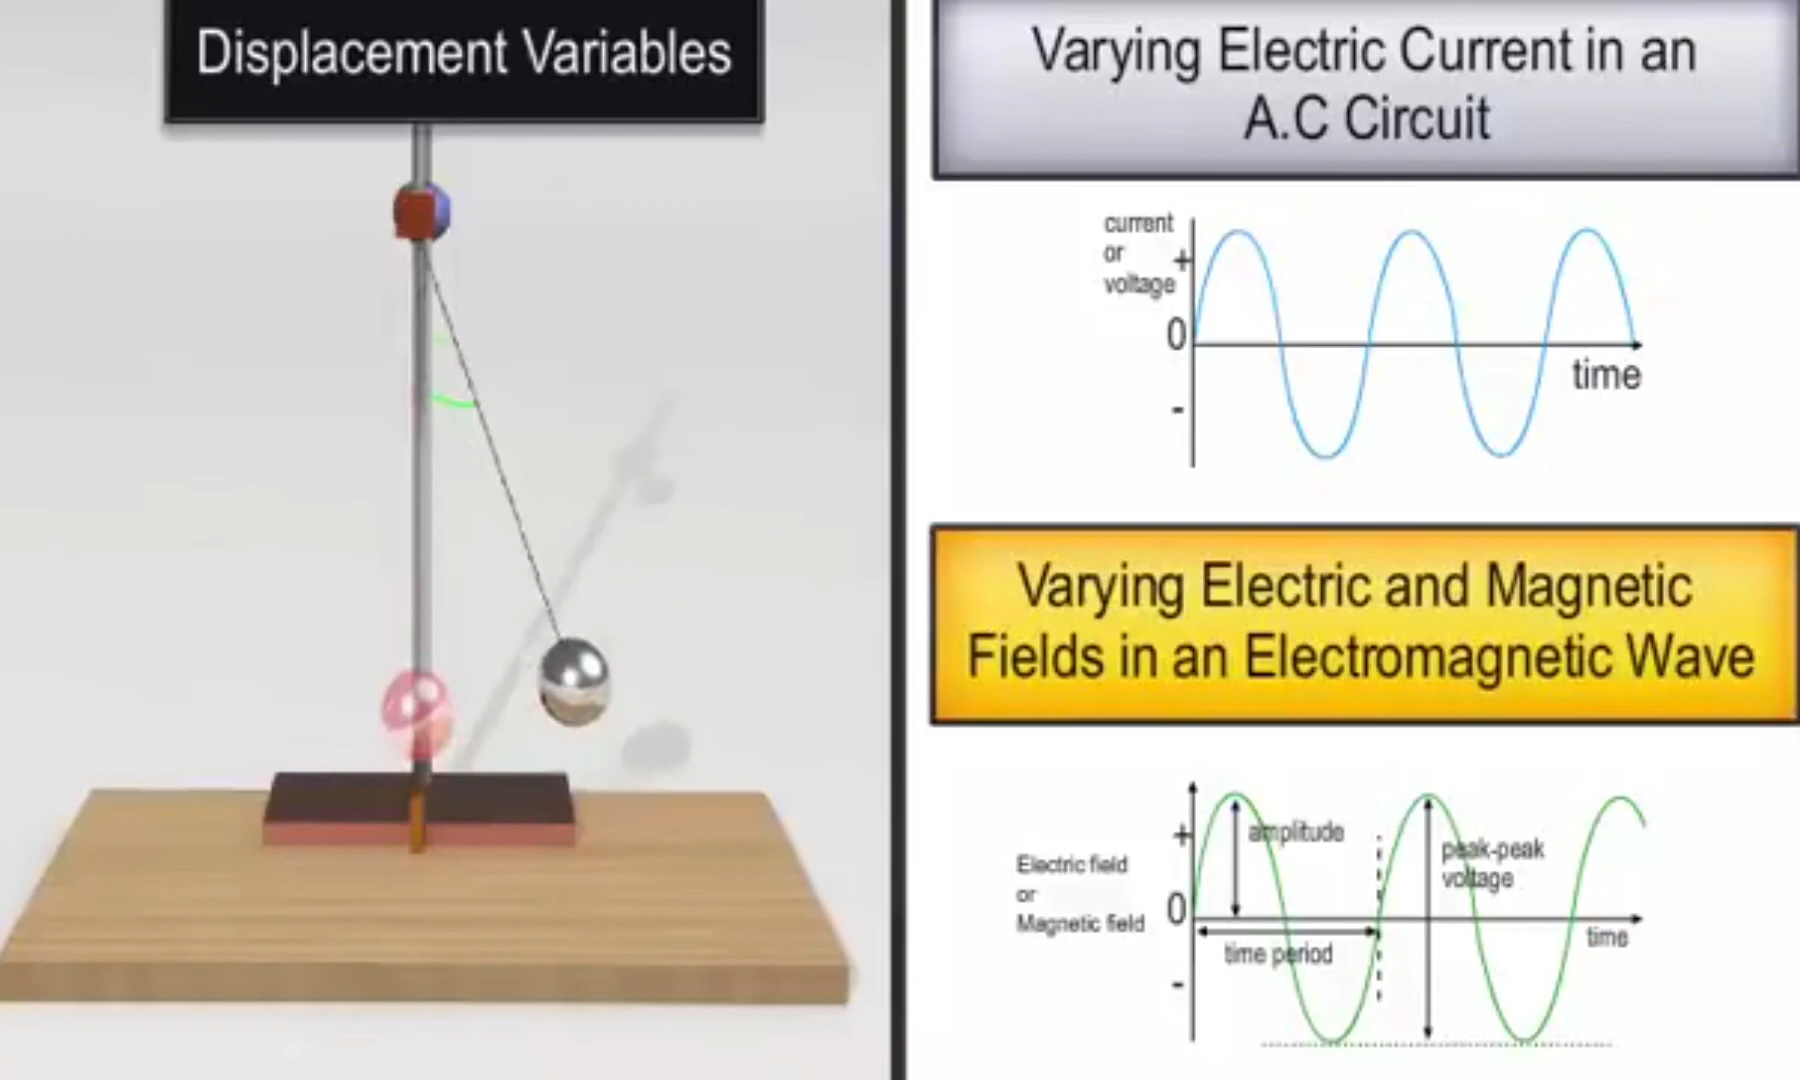 Displacement Variables
Varying Electric Current in an
A.C Circuit
current
or
voltage
+
0
-
time
Varying Electric and Magnetic
Fields in an Electromagnetic Wave
Electric field
or
Magnetic field
+
0
-
amplitude
peak-peak
voltage
time period
time